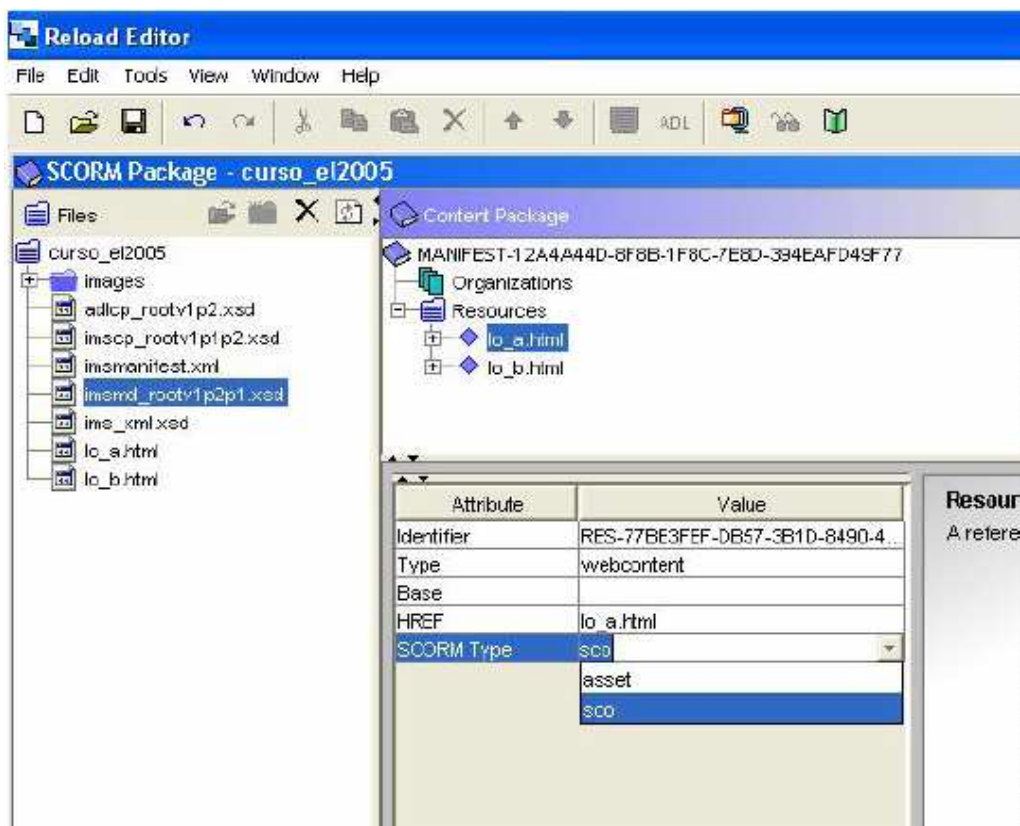 Reload Editor
File Edit Tools View Window Help
ADL
SCORM Package - curso_el2005
Files
Content Package
curso_el2005
images
adlcp_rootv1p2.xsd
imscp_rootv1p1p2.xsd
imsmanifest.xml
imsmd_rootv1p2p1.xsd
ims_xml.xsd
lo_a.html
lo_b.html
MANIFEST-12A4A44D-8F8B-1F8C-7E8D-394EAFD49F77
Organizations
Resources
lo_a.html
lo_b.html
Attribute Value
Identifier RES-77BE3FEF-DB57-3B1D-8490-4...
Type webcontent
Base
HREF lo_a.html
SCORM Type sco
asset
sco
Resour
A refere